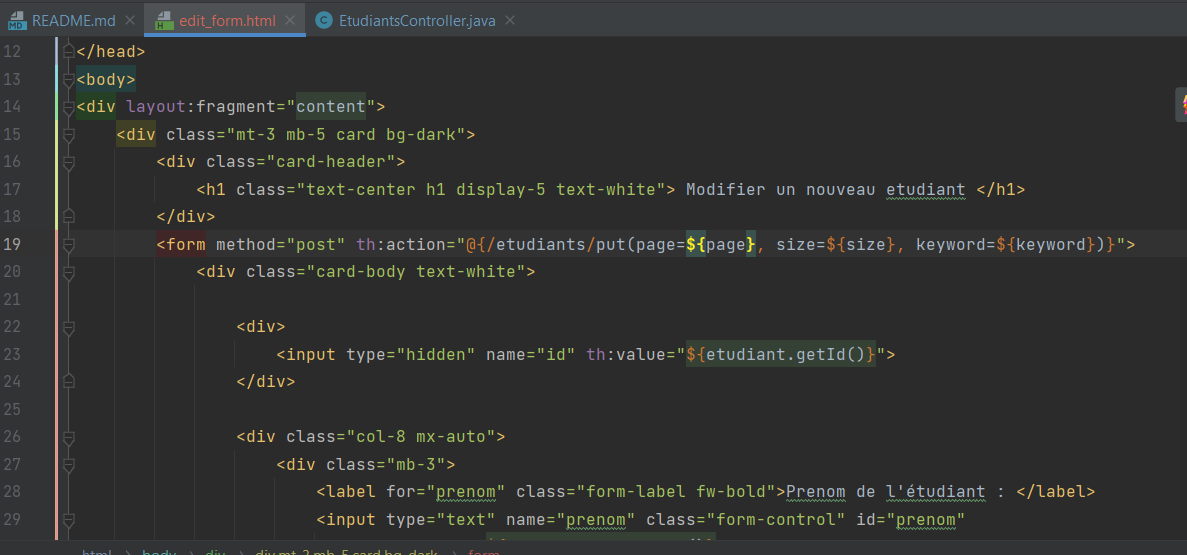 README.md edit_form.html EtudiantsController.java
12 </head>
13 <body>
14 <div layout:fragment="content">
15 <div class="mt-3 mb-5 card bg-dark">
16 <div class="card-header">
17 <h1 class="text-center h1 display-5 text-white"> Modifier un nouveau etudiant </h1>
18 </div>
19 <form method="post" th:action="@{/etudiants/put(page=${page}, size=${size}, keyword=${keyword})}">
20 <div class="card-body text-white">
21
22 <div>
23 <input type="hidden" name="id" th:value="${etudiant.getId()}">
24 </div>
25
26 <div class="col-8 mx-auto">
27 <div class="mb-3">
28 <label for="prenom" class="form-label fw-bold">Prenom de l'étudiant : </label>
29 <input type="text" name="prenom" class="form-control" id="prenom"
html body div div.mt-3.mb-5.card.bg-dark form